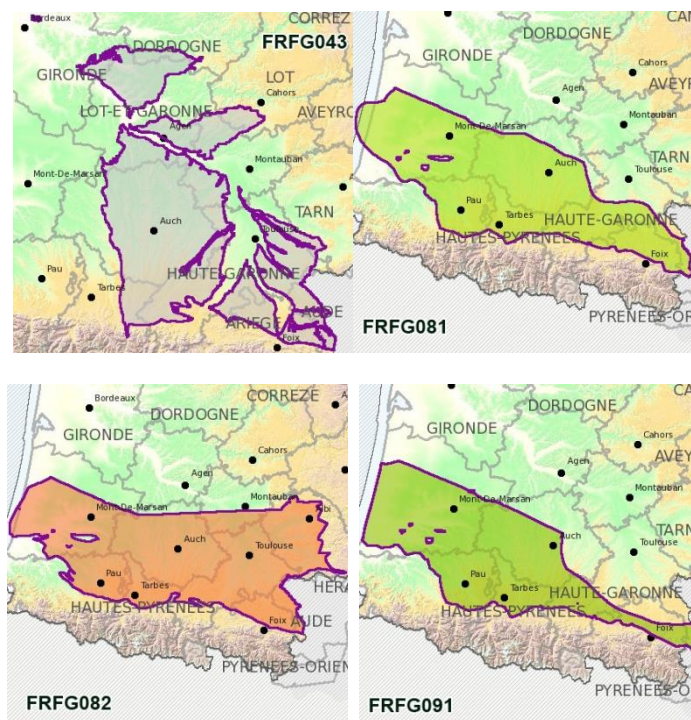 Bordeaux
CORREZ
DORDOGNE
FRFG043
GIRONDE
LOT
Cahors
LOT-ET-GARONNE
AVEYRO
Agen
Montauban
Mont-De-Marsan
TARN
Auch
Toulouse
HAUTE-GARONNE
Pau
Tarbes
AUDE
ARIEGE
Foix
CA
DORDOGNE
GIRONDE
Cahors
AVEYR
Agen
Montauban
Mont-De-Marsan
TARN
Auch
Toulouse
Pau
Tarbes
HAUTE-GARONNE
HAUTES-PYRENEES
Foix
PYRENEES-OR
FRFG081
CORREZE
Bordeaux
DORDOGNE
GIRONDE
Cahors
Agen
Mont-De-Marsan
Montauban
bi
Auch
Toulouse
Pau
Tarbes
HERA
HAUTES-PYRENEES
Foix
AUDE
PYRENEES-ORIEN
FRFG082
CA
DORDOGNE
GIRONDE
Cahors
AVEY
Agen
Montauban
Mont-De-Marsan
TARN
Auch
Toulouse
Pau
Tarbes
HAUTE-GARONNE
HAUTES-PYRENEES
Foix
PYRENEES-O
FRFG091